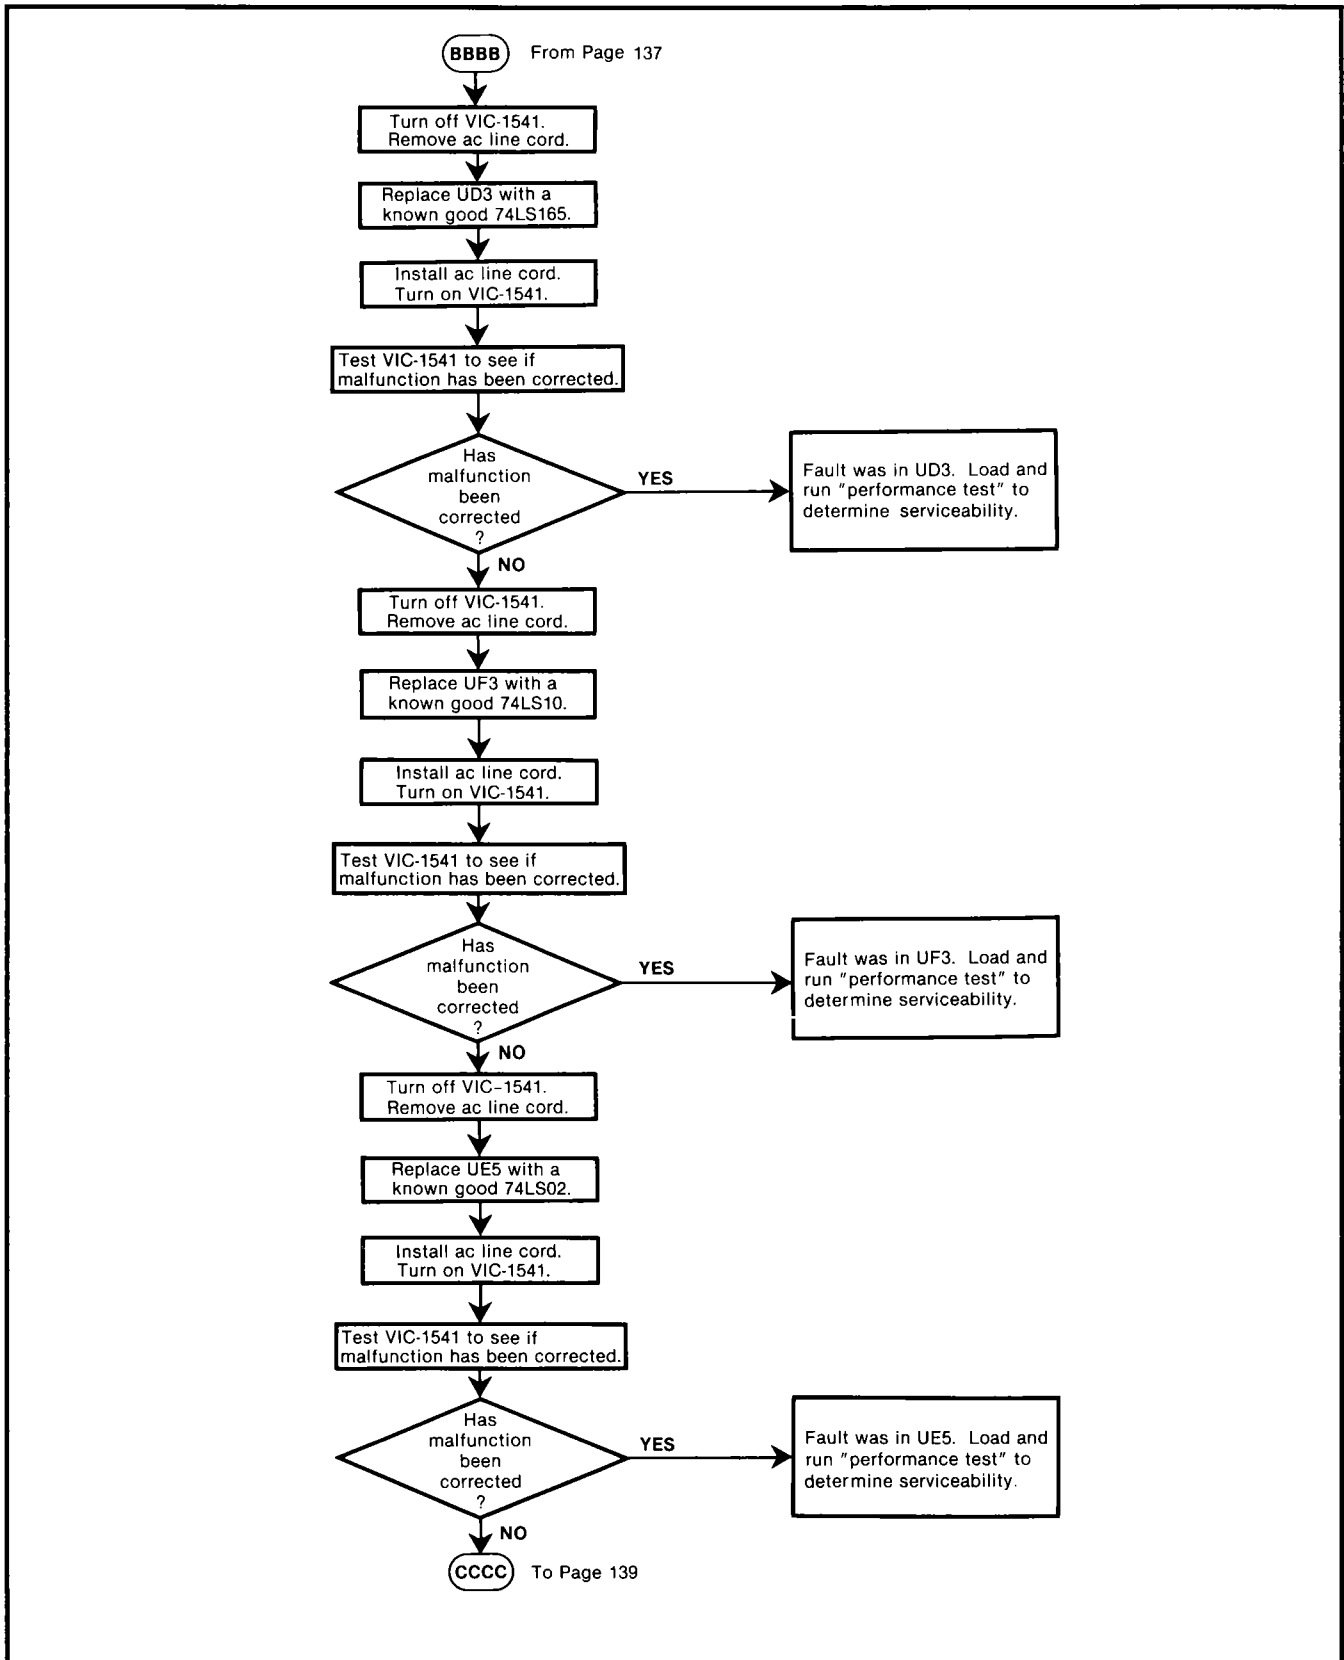 BBBB From Page 137
Turn off VIC-1541.
Remove ac line cord.
Replace UD3 with a
known good 74LS165.
Install ac line cord.
Turn on VIC-1541.
Test VIC-1541 to see if
malfunction has been corrected.
Has
malfunction
been
corrected
?
YES
Fault was in UD3. Load and
run "performance test" to
determine serviceability.
NO
Turn off VIC-1541.
Remove ac line cord.
Replace UF3 with a
known good 74LS10.
Install ac line cord.
Turn on VIC-1541.
Test VIC-1541 to see if
malfunction has been corrected.
Has
malfunction
been
corrected
?
YES
Fault was in UF3. Load and
run "performance test" to
determine serviceability.
NO
Turn off VIC-1541.
Remove ac line cord.
Replace UE5 with a
known good 74LS02.
Install ac line cord.
Turn on VIC-1541.
Test VIC-1541 to see if
malfunction has been corrected.
Has
malfunction
been
corrected
?
YES
Fault was in UE5. Load and
run "performance test" to
determine serviceability.
NO
CCCC To Page 139